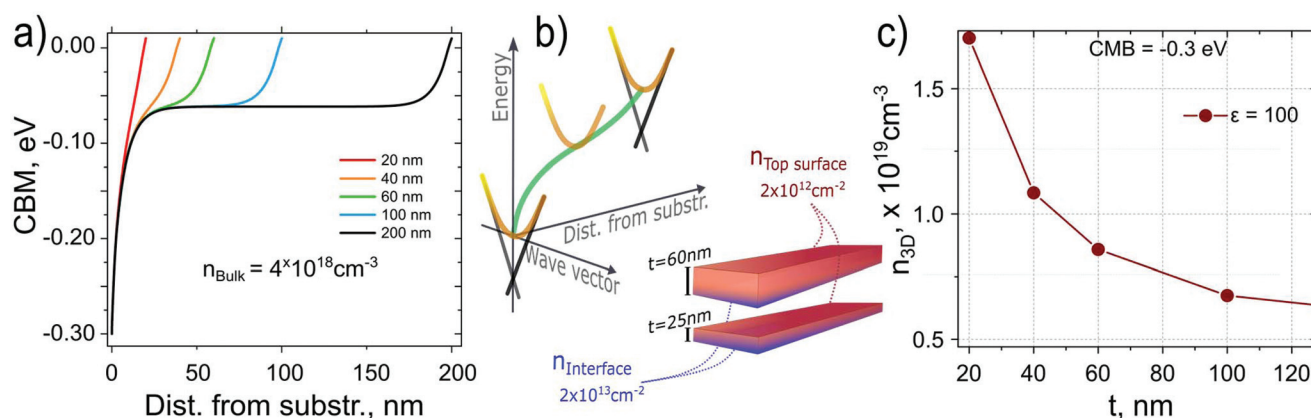 a)
CBM, eV
0.00
-0.10
-0.20
-0.30
20 nm
40 nm
60 nm
100 nm
200 nm
n_Bulk = 4×10^18cm^-3
0
50
100
150
200
Dist. from substr., nm
b)
Energy
Dist. from substr.
Wave vector
n_Top surface
2x10^12cm^-2
t=60nm
t=25nm
n_Interface
2x10^13cm^-2
c)
n_3D, x 10^19cm^-3
1.5
1.0
0.5
CMB = -0.3 eV
ε = 100
20
40
60
80
100
120
t, nm